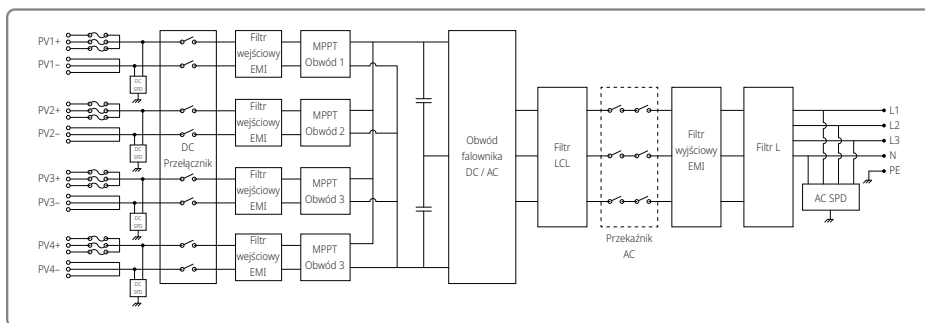 PV1+
PV1–
DC
SPD
Filtr
wejściowy
EMI
MPPT
Obwód 1
PV2+
PV2–
DC
SPD
Filtr
wejściowy
EMI
MPPT
Obwód 2
PV3+
PV3–
DC
SPD
Filtr
wejściowy
EMI
MPPT
Obwód 3
PV4+
PV4–
DC
SPD
Filtr
wejściowy
EMI
MPPT
Obwód 3
DC
Przełącznik
Obwód
falownika
DC / AC
Filtr
LCL
Przekaźnik
AC
Filtr
wyjściowy
EMI
Filtr L
L1
L2
L3
N
PE
AC SPD